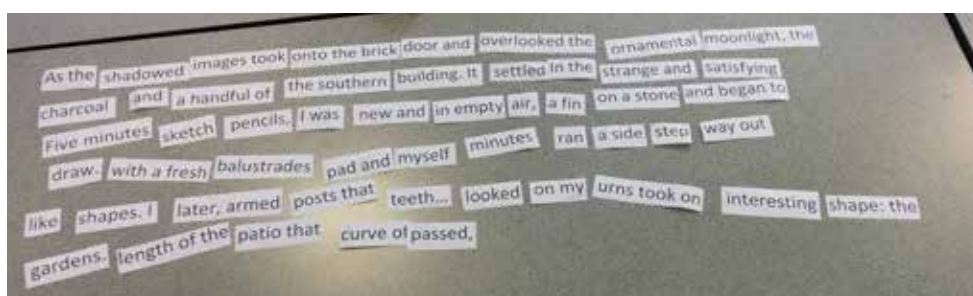 As the shadowed images took onto the brick door and overlooked the ornamental moonlight, the
charcoal and a handful of the southern building. It settled In the strange and satisfying
Five minutes sketch pencils, I was new and in empty air, a fin on a stone and began to
draw. with a fresh balustrades pad and myself minutes ran a side step way out
like shapes. I later, armed posts that teeth... looked on my urns took on interesting shape: the
gardens. length of the patio that curve of passed,